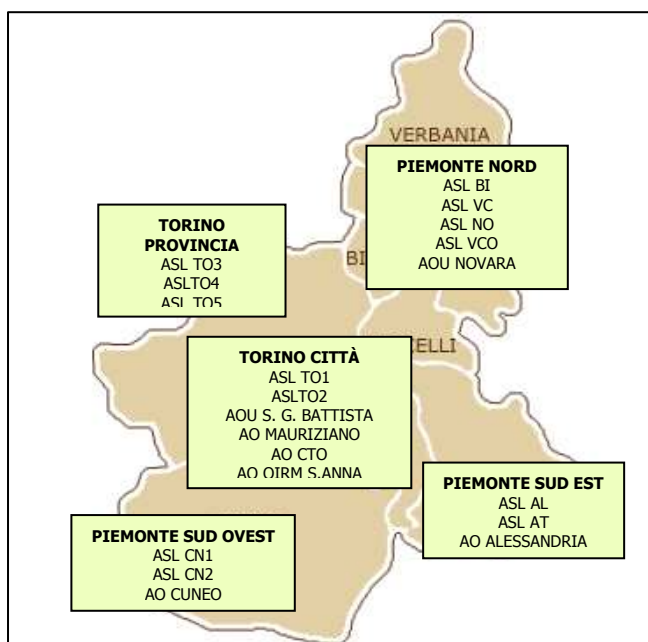 VERBANIA
PIEMONTE NORD
ASL BI
ASL VC
ASL NO
ASL VCO
AOU NOVARA
TORINO
PROVINCIA
ASL TO3
ASLTO4
ASL TO5
BI
TORINO CITTÀ
ASL TO1
ASLTO2
AOU S. G. BATTISTA
AO MAURIZIANO
AO CTO
AO OIRM S.ANNA
ELLI
PIEMONTE SUD EST
ASL AL
ASL AT
AO ALESSANDRIA
PIEMONTE SUD OVEST
ASL CN1
ASL CN2
AO CUNEO